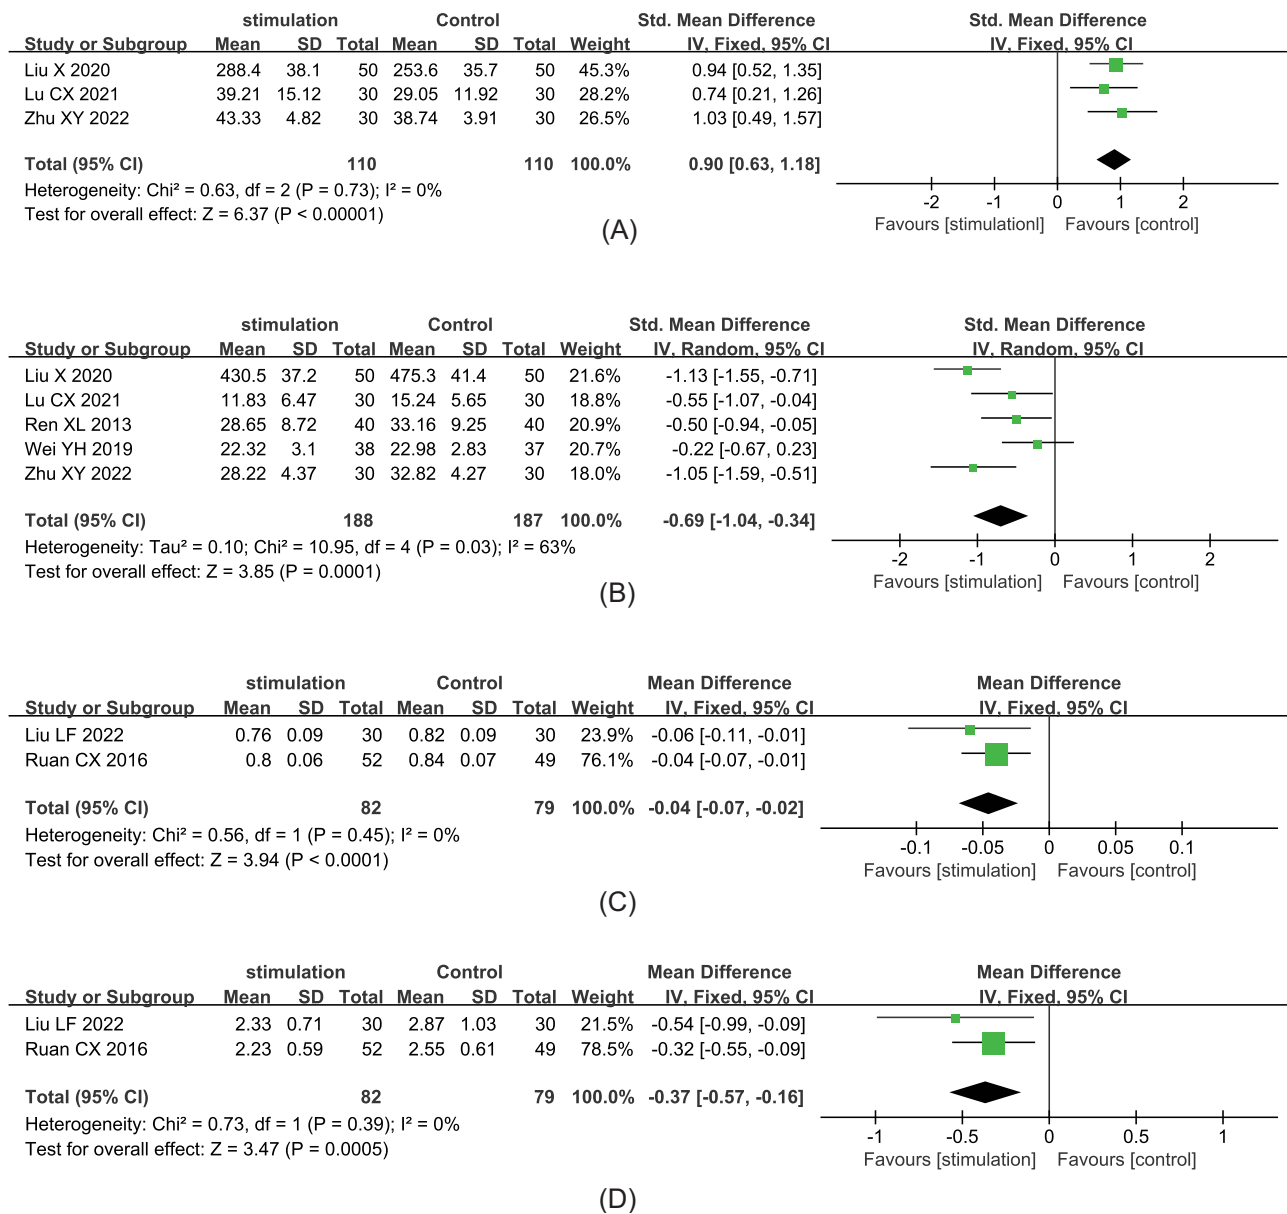 stimulation Control Std. Mean Difference Std. Mean Difference
Study or Subgroup Mean SD Total Mean SD Total Weight IV, Fixed, 95% CI IV, Fixed, 95% CI
Liu X 2020 288.4 38.1 50 253.6 35.7 50 45.3% 0.94 [0.52, 1.35]
Lu CX 2021 39.21 15.12 30 29.05 11.92 30 28.2% 0.74 [0.21, 1.26]
Zhu XY 2022 43.33 4.82 30 38.74 3.91 30 26.5% 1.03 [0.49, 1.57]
Total (95% CI) 110 110 100.0% 0.90 [0.63, 1.18]
Heterogeneity: Chi² = 0.63, df = 2 (P = 0.73); I² = 0%
Test for overall effect: Z = 6.37 (P < 0.00001)
-2 -1 0 1 2
Favours [stimulationl] Favours [control]
(A)
stimulation Control Std. Mean Difference Std. Mean Difference
Study or Subgroup Mean SD Total Mean SD Total Weight IV, Random, 95% CI IV, Random, 95% CI
Liu X 2020 430.5 37.2 50 475.3 41.4 50 21.6% -1.13 [-1.55, -0.71]
Lu CX 2021 11.83 6.47 30 15.24 5.65 30 18.8% -0.55 [-1.07, -0.04]
Ren XL 2013 28.65 8.72 40 33.16 9.25 40 20.9% -0.50 [-0.94, -0.05]
Wei YH 2019 22.32 3.1 38 22.98 2.83 37 20.7% -0.22 [-0.67, 0.23]
Zhu XY 2022 28.22 4.37 30 32.82 4.27 30 18.0% -1.05 [-1.59, -0.51]
Total (95% CI) 188 187 100.0% -0.69 [-1.04, -0.34]
Heterogeneity: Tau² = 0.10; Chi² = 10.95, df = 4 (P = 0.03); I² = 63%
Test for overall effect: Z = 3.85 (P = 0.0001)
-2 -1 0 1 2
Favours [stimulation] Favours [control]
(B)
stimulation Control Mean Difference Mean Difference
Study or Subgroup Mean SD Total Mean SD Total Weight IV, Fixed, 95% CI IV, Fixed, 95% CI
Liu LF 2022 0.76 0.09 30 0.82 0.09 30 23.9% -0.06 [-0.11, -0.01]
Ruan CX 2016 0.8 0.06 52 0.84 0.07 49 76.1% -0.04 [-0.07, -0.01]
Total (95% CI) 82 79 100.0% -0.04 [-0.07, -0.02]
Heterogeneity: Chi² = 0.56, df = 1 (P = 0.45); I² = 0%
Test for overall effect: Z = 3.94 (P < 0.0001)
-0.1 -0.05 0 0.05 0.1
Favours [stimulation] Favours [control]
(C)
stimulation Control Mean Difference Mean Difference
Study or Subgroup Mean SD Total Mean SD Total Weight IV, Fixed, 95% CI IV, Fixed, 95% CI
Liu LF 2022 2.33 0.71 30 2.87 1.03 30 21.5% -0.54 [-0.99, -0.09]
Ruan CX 2016 2.23 0.59 52 2.55 0.61 49 78.5% -0.32 [-0.55, -0.09]
Total (95% CI) 82 79 100.0% -0.37 [-0.57, -0.16]
Heterogeneity: Chi² = 0.73, df = 1 (P = 0.39); I² = 0%
Test for overall effect: Z = 3.47 (P = 0.0005)
-1 -0.5 0 0.5 1
Favours [stimulation] Favours [control]
(D)